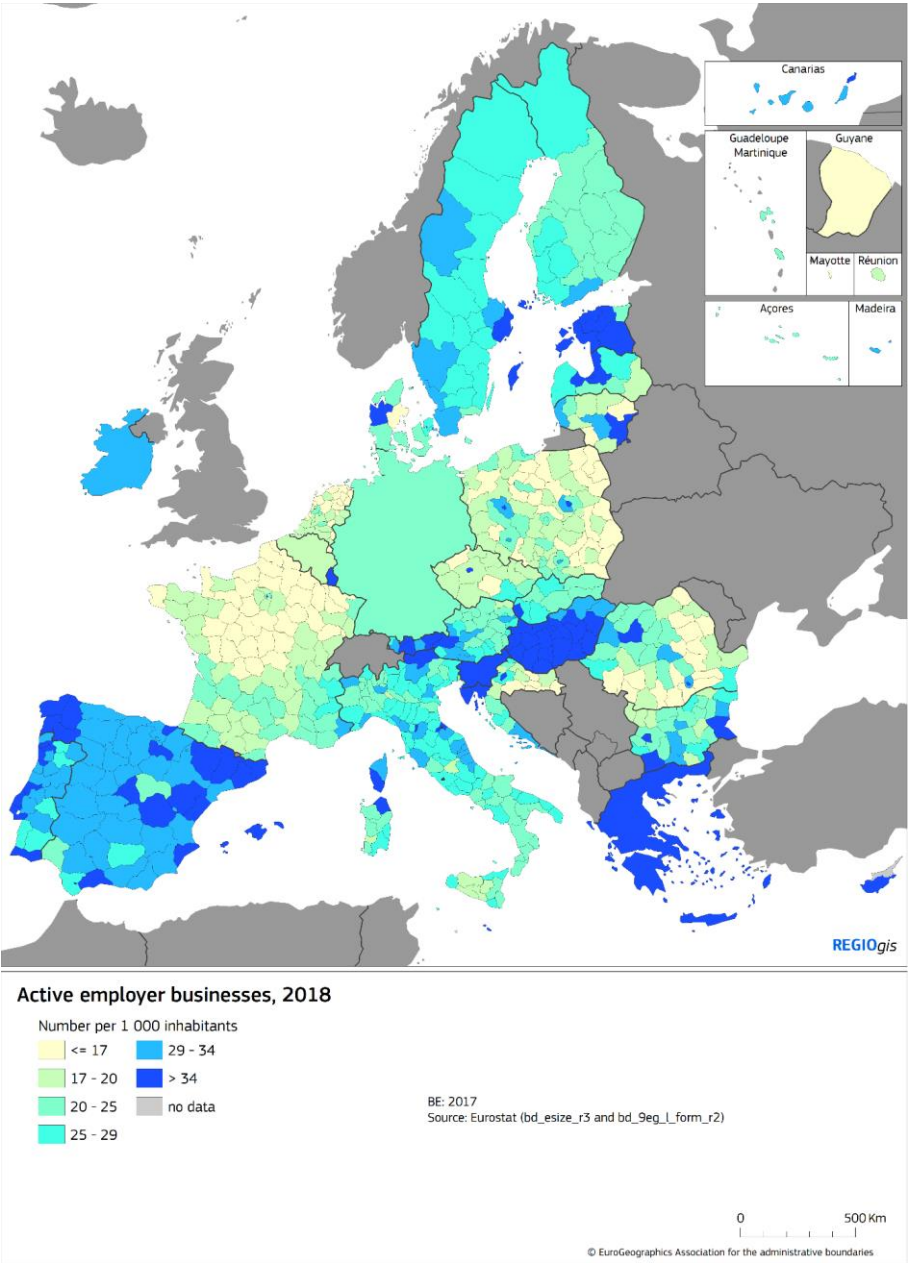 Canarias
Guadeloupe
Martinique
Guyane
Mayotte
Réunion
Açores
Madeira
REGIOgis
Active employer businesses, 2018
Number per 1 000 inhabitants
<= 17
17 - 20
20 - 25
25 - 29
29 - 34
> 34
no data
BE: 2017
Source: Eurostat (bd_esize_r3 and bd_9eg_l_form_r2)
0 500 Km
© EuroGeographics Association for the administrative boundaries